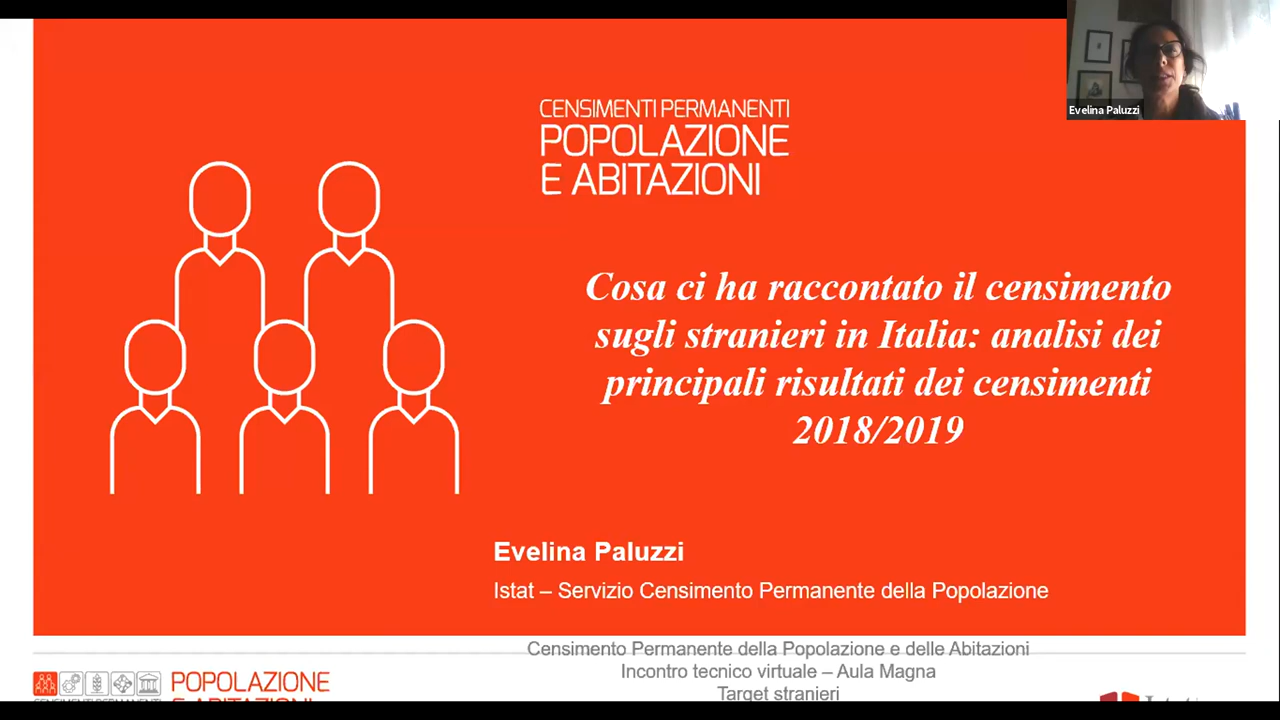 CENSIMENTI PERMANENTI
POPOLAZIONE
E ABITAZIONI
Evelina Paluzzi
Cosa ci ha raccontato il censimento
sugli stranieri in Italia: analisi dei
principali risultati dei censimenti
2018/2019
Evelina Paluzzi
Istat – Servizio Censimento Permanente della Popolazione
Censimento Permanente della Popolazione e delle Abitazioni
Incontro tecnico virtuale – Aula Magna
Target stranieri
POPOLAZIONE
E ABITAZIONI
CENSIMENTI PERMANENTI
Istat